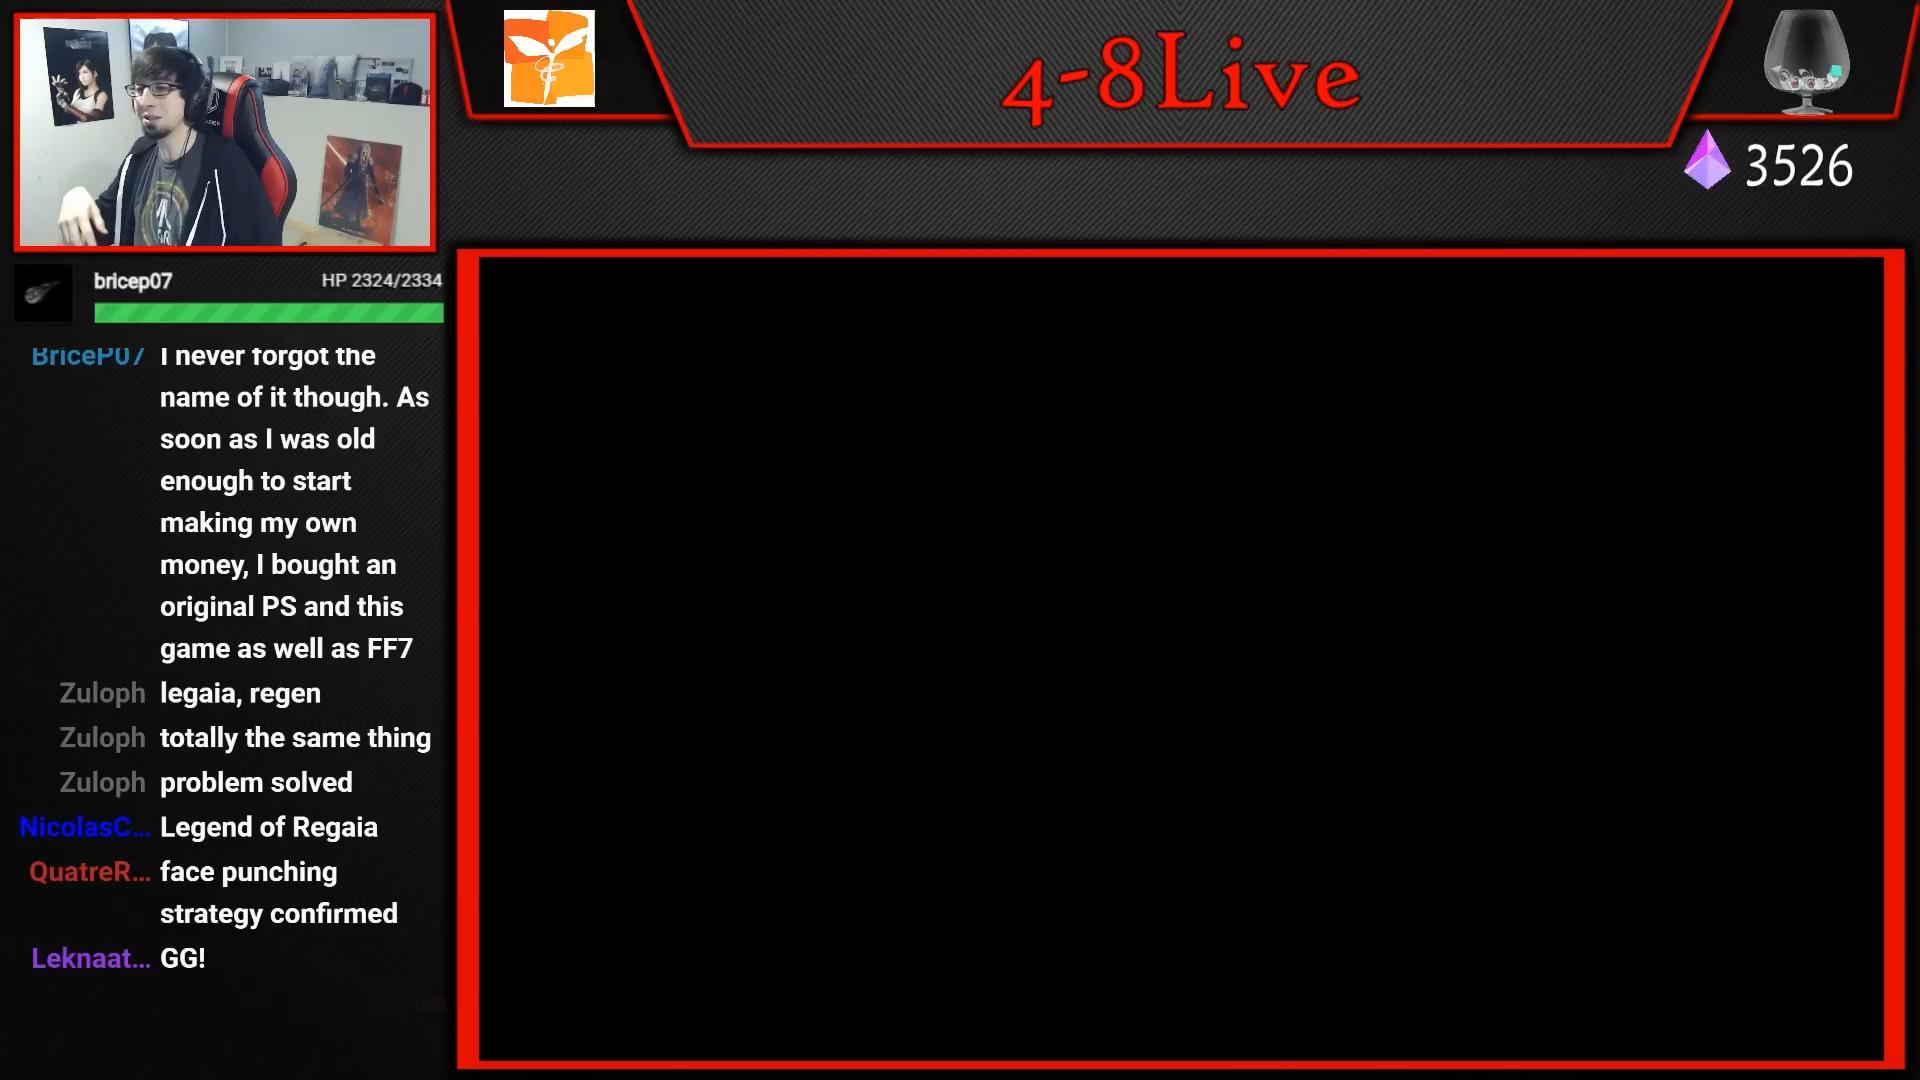 4-8Live
3526
bricep07 HP 2324/2334
BriceP07 I never forgot the
name of it though. As
soon as I was old
enough to start
making my own
money, I bought an
original PS and this
game as well as FF7
Zuloph legaia, regen
Zuloph totally the same thing
Zuloph problem solved
NicolasC... Legend of Regaia
QuatreR... face punching
strategy confirmed
Leknaat... GG!